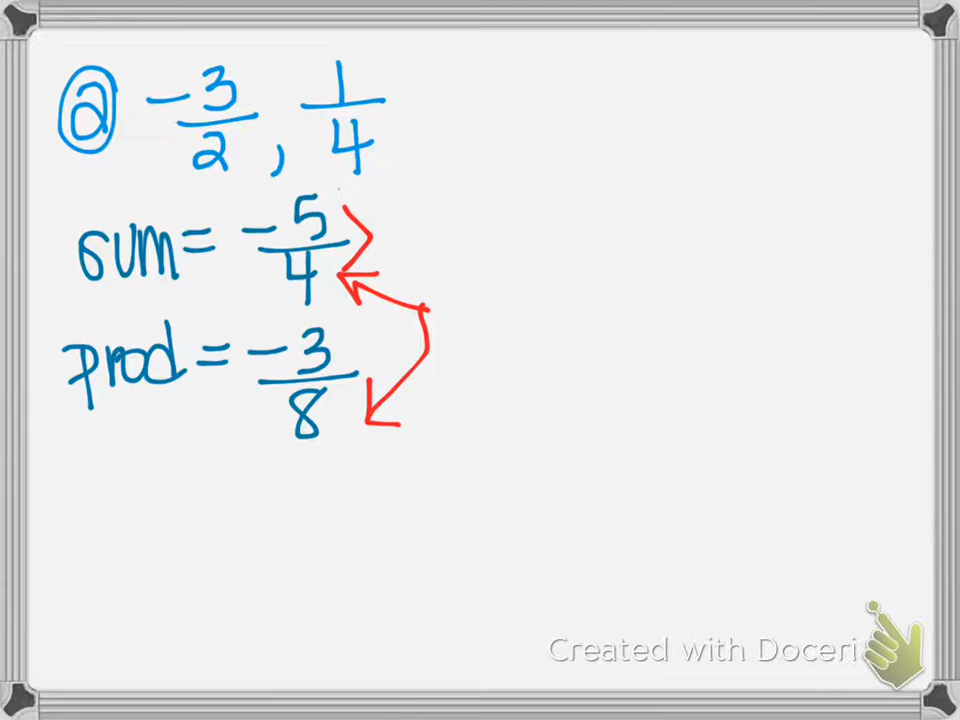 ⓐ -3/2 , 1/4
sum = -5/4
prod = -3/8
Created with Doceri